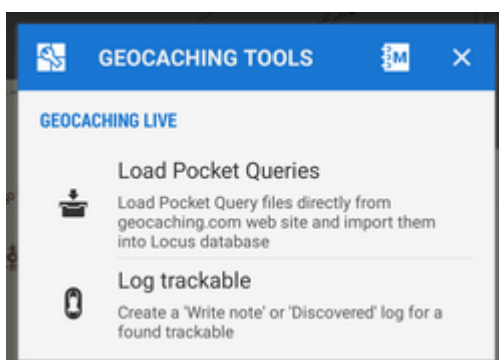 GEOCACHING TOOLS M
GEOCACHING LIVE
Load Pocket Queries
Load Pocket Query files directly from
geocaching.com web site and import them
into Locus database
Log trackable
Create a 'Write note' or 'Discovered' log for a
found trackable